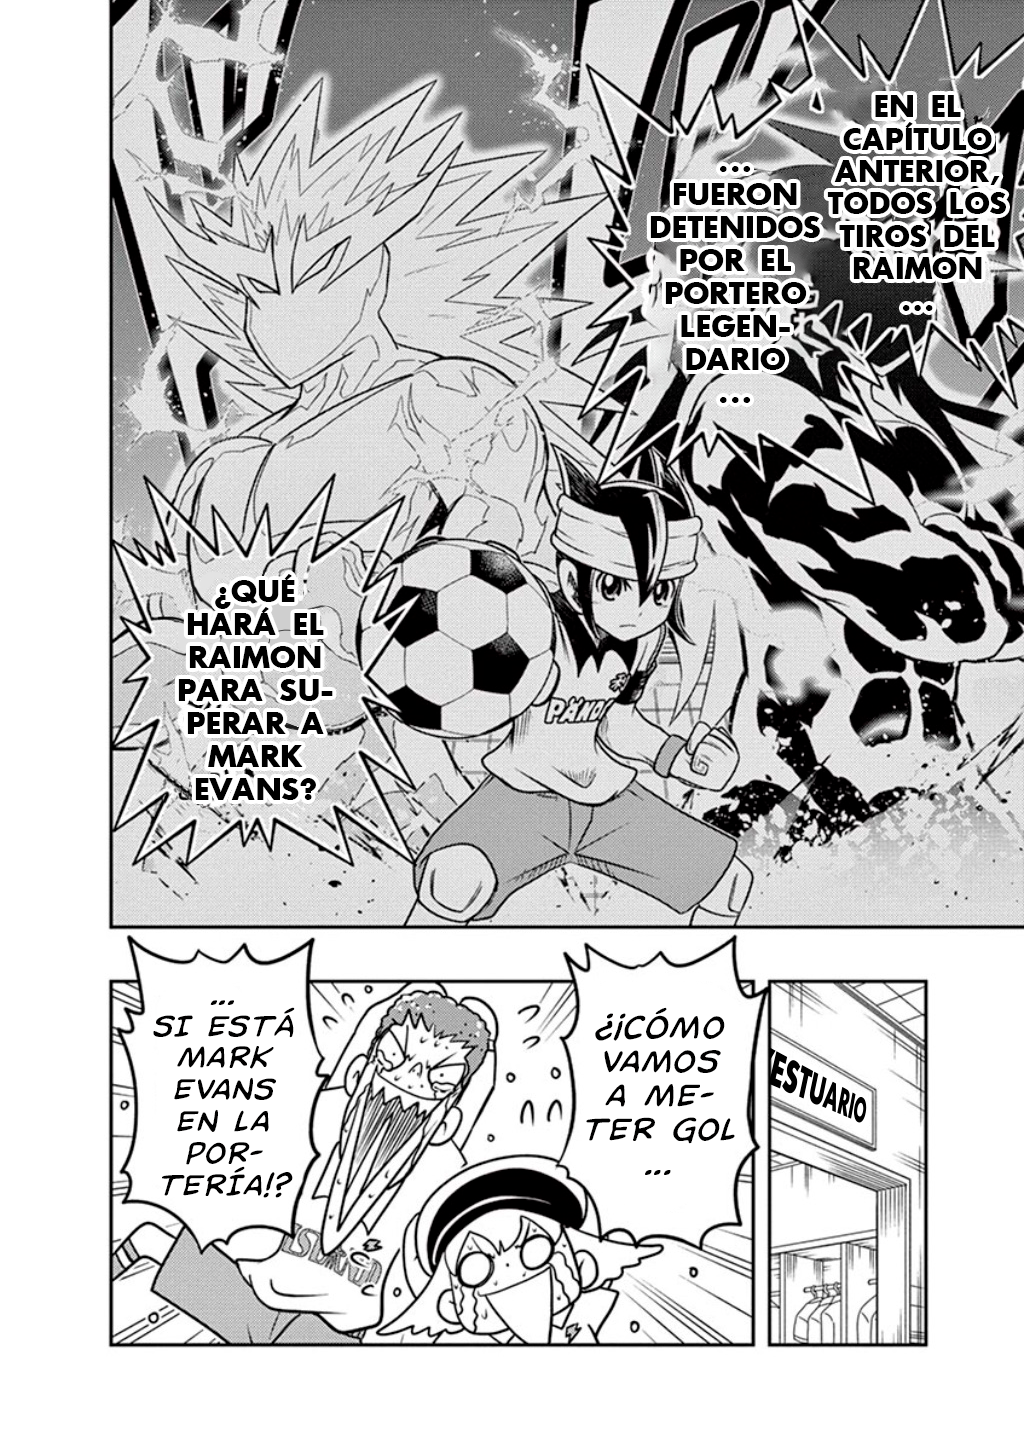 EN EL
CAPÍTULO
ANTERIOR,
TODOS LOS
TIROS DEL
RAIMON
...
...
FUERON
DETENIDOS
POR EL
PORTERO
LEGEN-
DARIO
...
¿QUÉ
HARÁ EL
RAIMON
PARA SU-
PERAR A
MARK
EVANS?
VESTUARIO
¿¡CÓMO
VAMOS
A ME-
TER GOL
...
...
SI ESTÁ
MARK
EVANS
EN LA
POR-
TERÍA!?